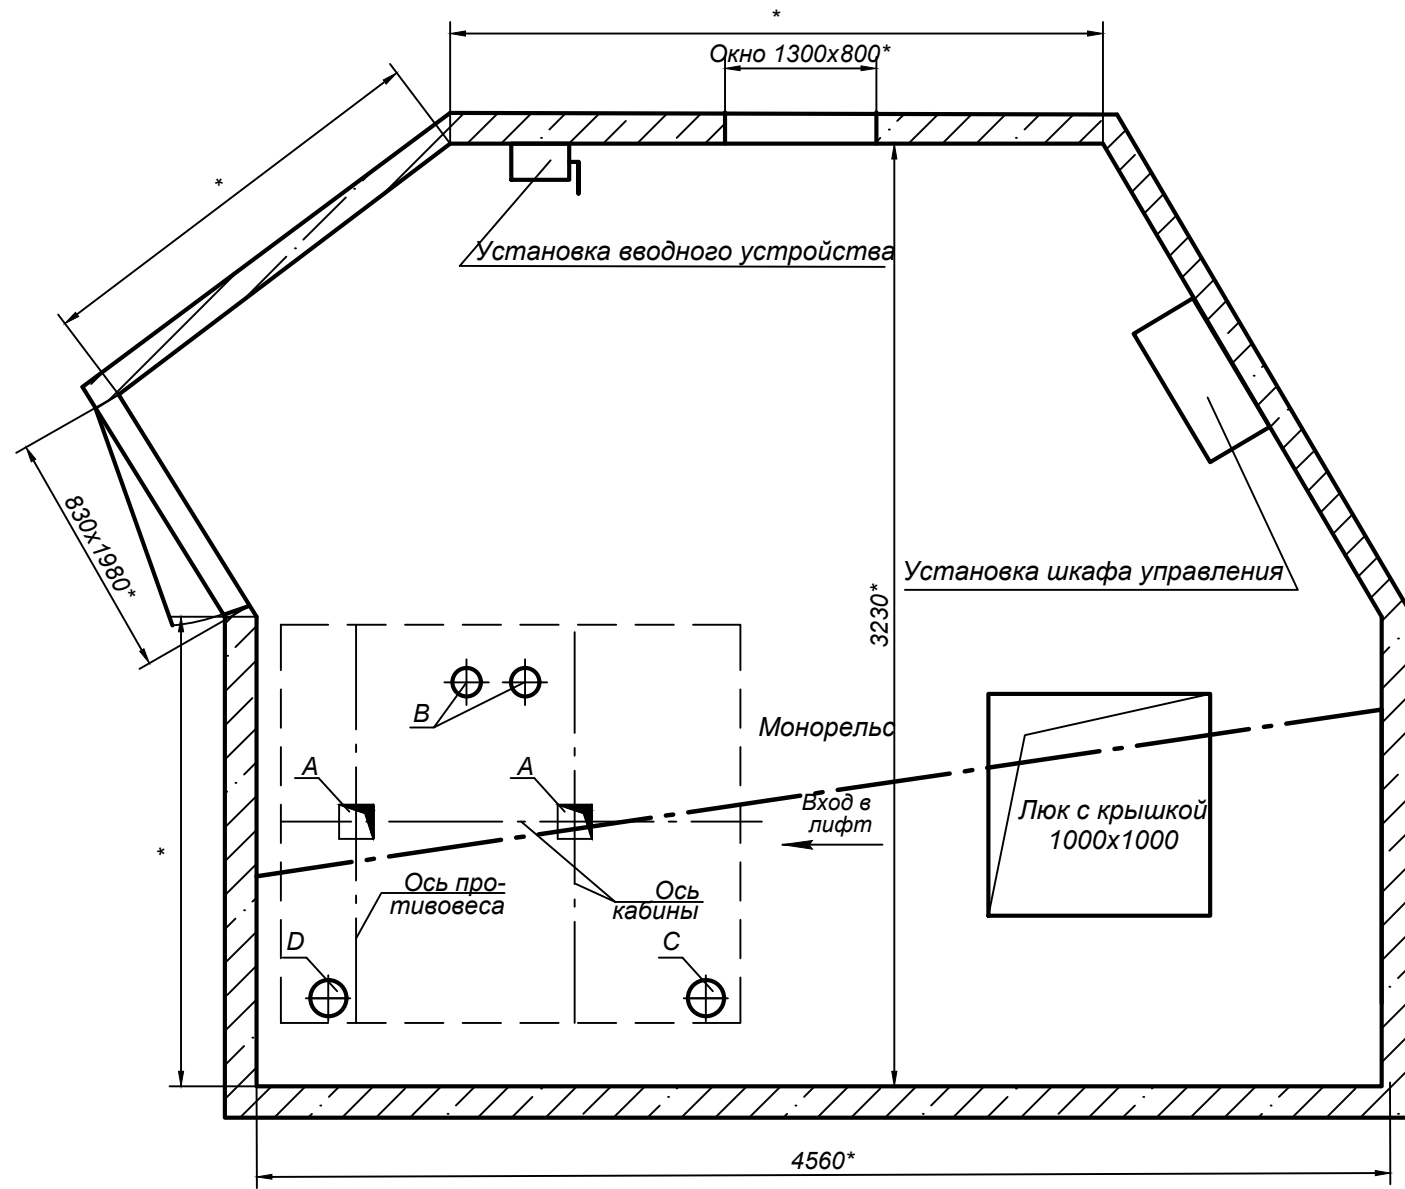 *
Окно 1300х800*
*
Установка вводного устройства
830х1980*
Установка шкафа управления
3230*
B
Монорельс
A
A
Вход в
лифт
Люк с крышкой
1000х1000
*
Ось про-
тивовеса
Ось
кабины
D
C
4560*